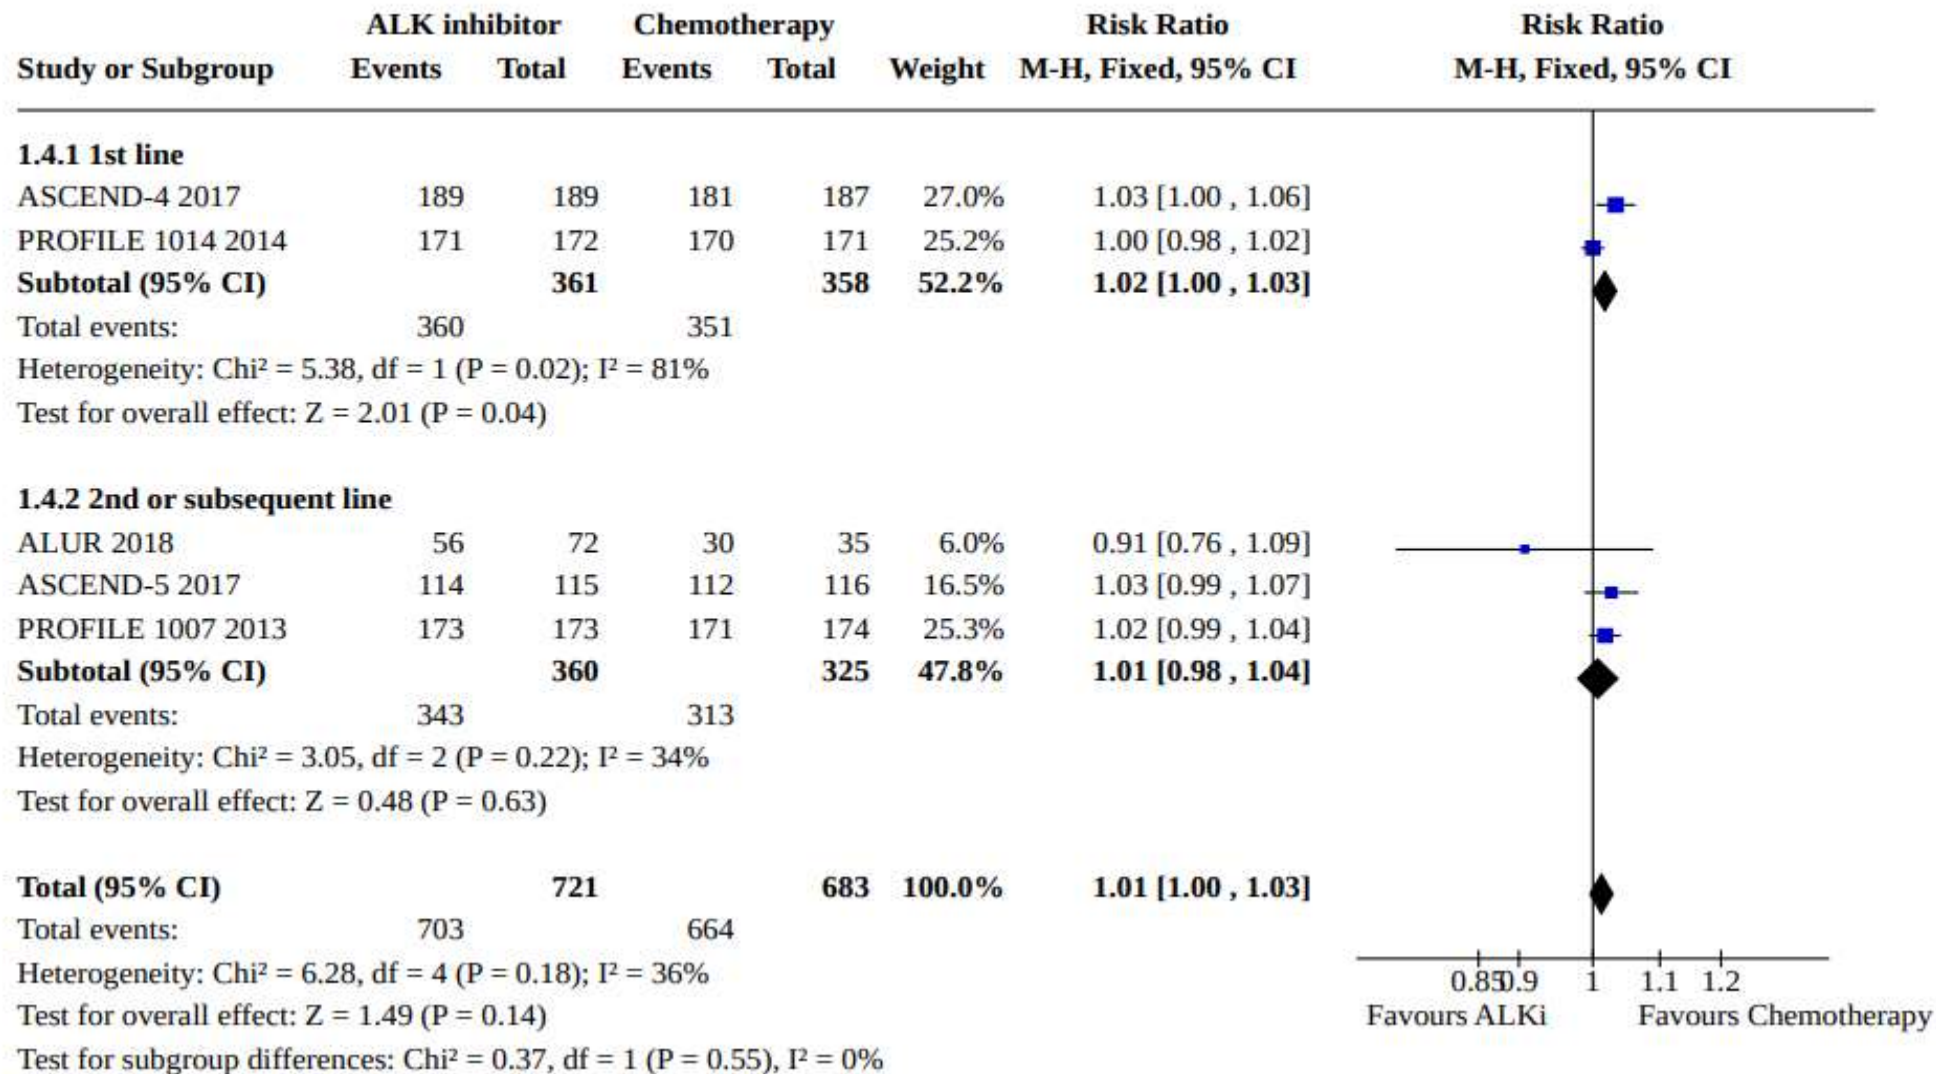 ALK inhibitor Chemotherapy Risk Ratio Risk Ratio
Study or Subgroup Events Total Events Total Weight M-H, Fixed, 95% CI M-H, Fixed, 95% CI
1.4.1 1st line
ASCEND-4 2017 189 189 181 187 27.0% 1.03 [1.00 , 1.06]
PROFILE 1014 2014 171 172 170 171 25.2% 1.00 [0.98 , 1.02]
Subtotal (95% CI) 361 358 52.2% 1.02 [1.00 , 1.03]
Total events: 360 351
Heterogeneity: Chi² = 5.38, df = 1 (P = 0.02); I² = 81%
Test for overall effect: Z = 2.01 (P = 0.04)
1.4.2 2nd or subsequent line
ALUR 2018 56 72 30 35 6.0% 0.91 [0.76 , 1.09]
ASCEND-5 2017 114 115 112 116 16.5% 1.03 [0.99 , 1.07]
PROFILE 1007 2013 173 173 171 174 25.3% 1.02 [0.99 , 1.04]
Subtotal (95% CI) 360 325 47.8% 1.01 [0.98 , 1.04]
Total events: 343 313
Heterogeneity: Chi² = 3.05, df = 2 (P = 0.22); I² = 34%
Test for overall effect: Z = 0.48 (P = 0.63)
Total (95% CI) 721 683 100.0% 1.01 [1.00 , 1.03]
Total events: 703 664
Heterogeneity: Chi² = 6.28, df = 4 (P = 0.18); I² = 36%
0.85 0.9 1 1.1 1.2
Test for overall effect: Z = 1.49 (P = 0.14)
Favours ALKi Favours Chemotherapy
Test for subgroup differences: Chi² = 0.37, df = 1 (P = 0.55), I² = 0%